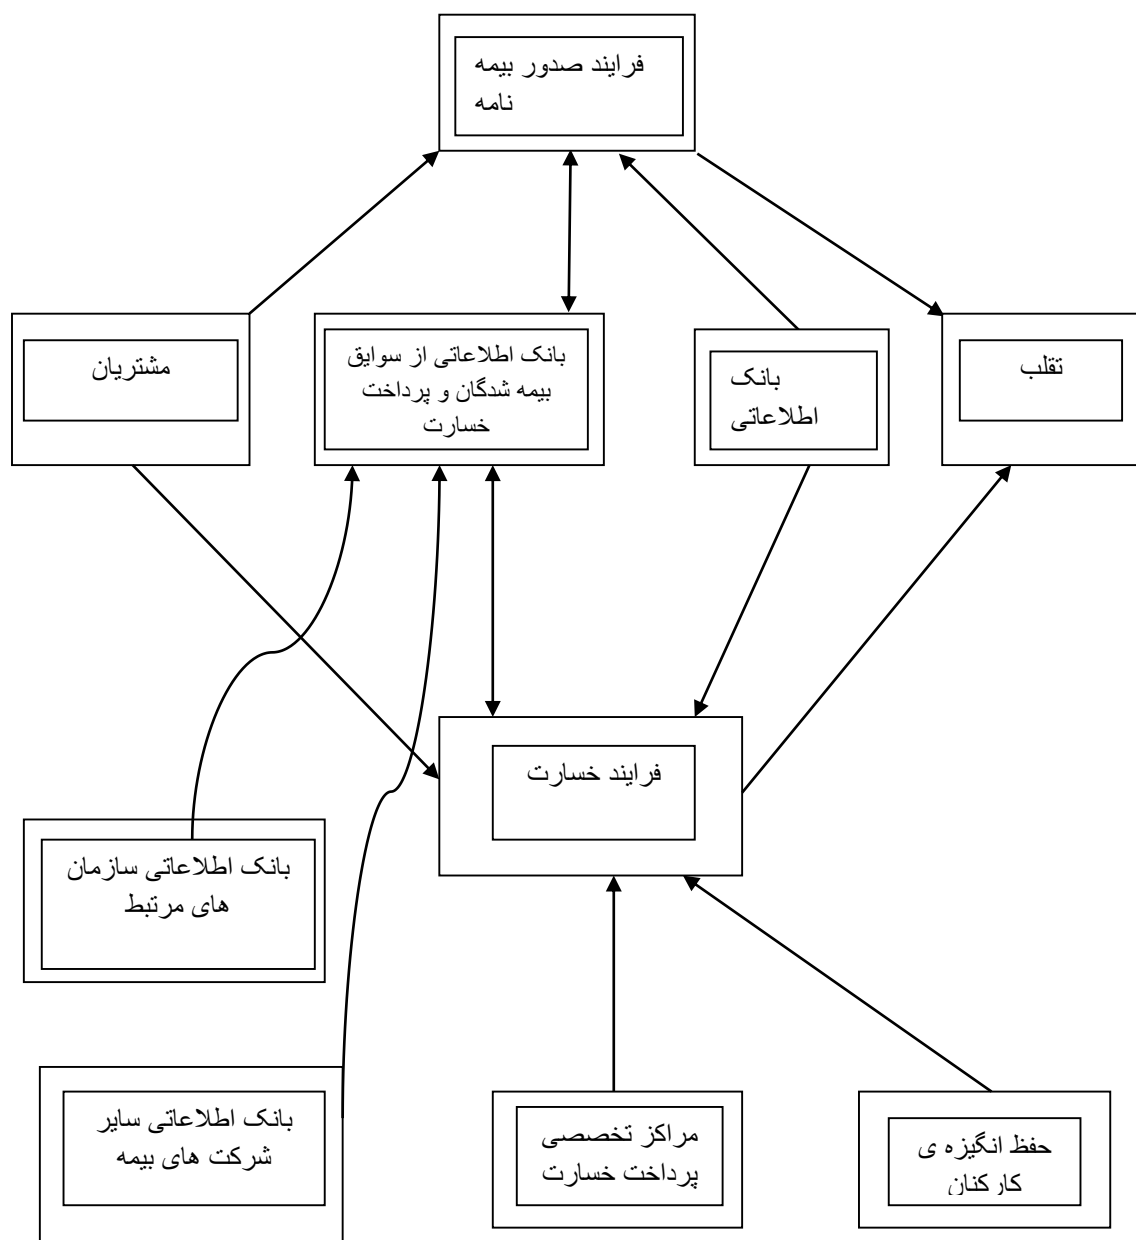 فرایند صدور بیمه
نامه
مشتریان
بانک اطلاعاتی از سوایق
بیمه شدگان و پرداخت
خسارت
بانک
اطلاعاتی
تقلب
فرایند خسارت
بانک اطلاعاتی سازمان
های مرتبط
بانک اطلاعاتی سایر
شرکت های بیمه
مراکز تخصصی
پرداخت خسارت
حفظ انگیزه ی
کارکنان